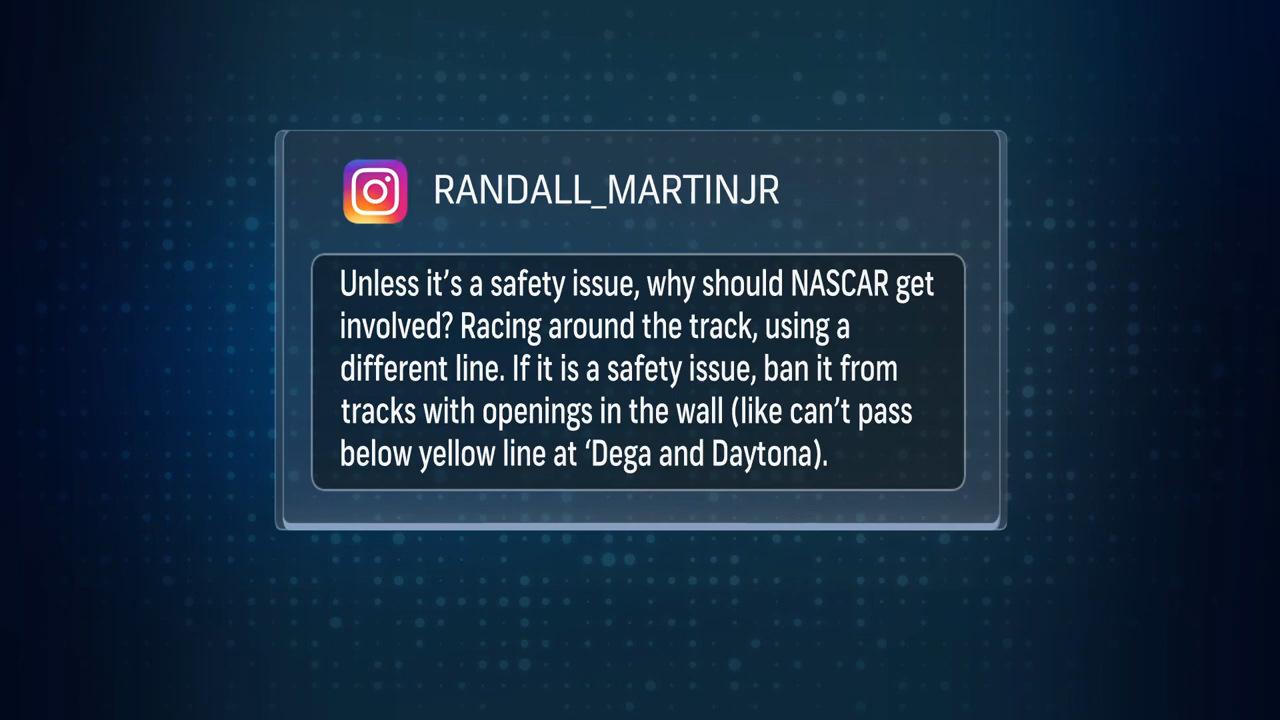 RANDALL_MARTINJR
Unless it’s a safety issue, why should NASCAR get
involved? Racing around the track, using a
different line. If it is a safety issue, ban it from
tracks with openings in the wall (like can’t pass
below yellow line at ‘Dega and Daytona).